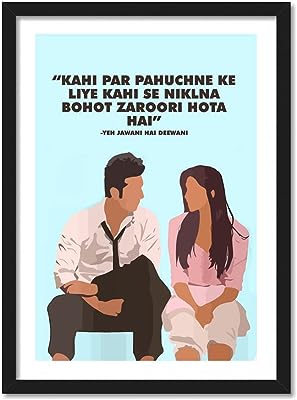 “KAHI PAR PAHUCHNE KE
LIYE KAHI SE NIKLNA
BOHOT ZAROORI HOTA
HAI”
-YEH JAWANI HAI DEEWANI